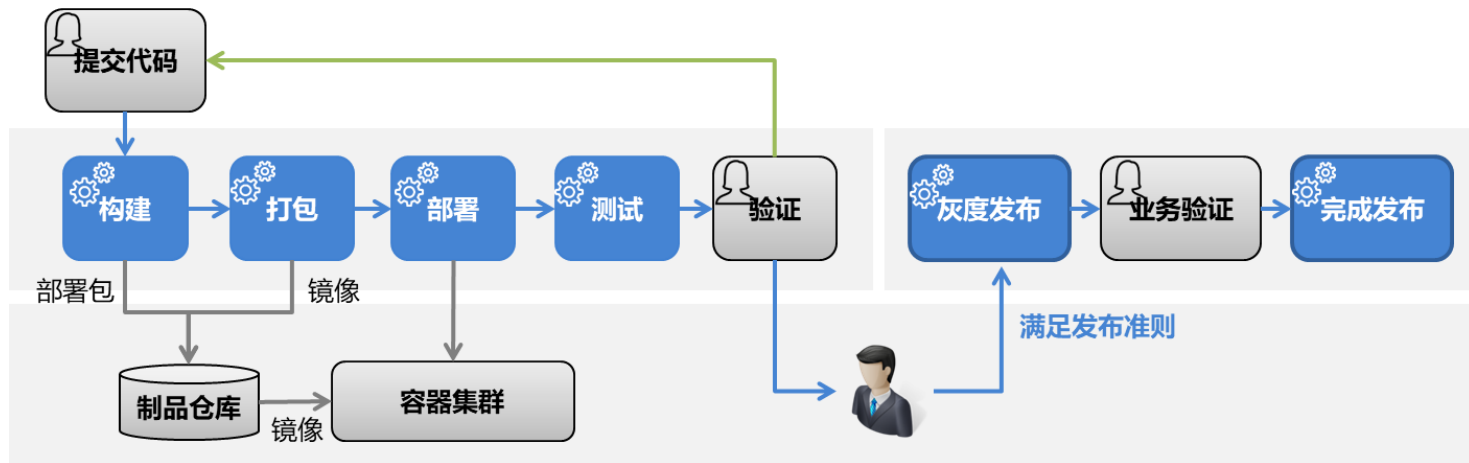 提交代码
构建
打包
部署
测试
验证
灰度发布
业务验证
完成发布
部署包
镜像
满足发布准则
制品仓库
镜像
容器集群